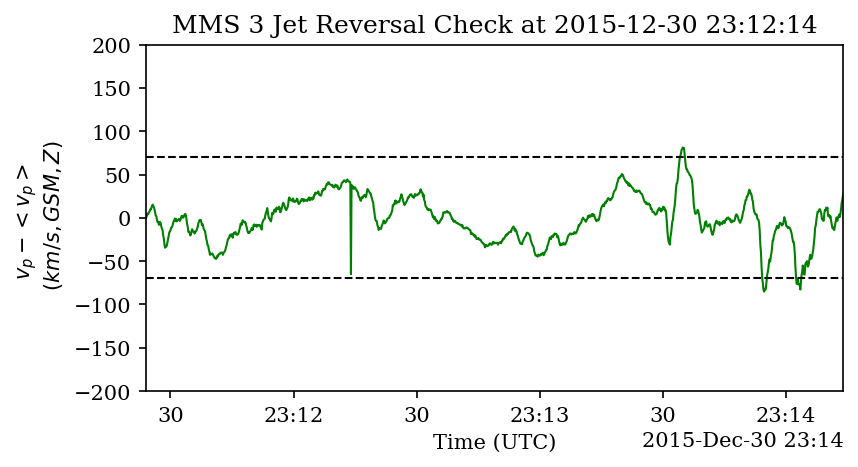 MMS 3 Jet Reversal Check at 2015-12-30 23:12:14
200
150
100
50
0
−50
−100
−150
−200
v_p − < v_p >
(km/s, GSM, Z)
30 23:12 30 23:13 30 23:14
Time (UTC)
2015-Dec-30 23:14